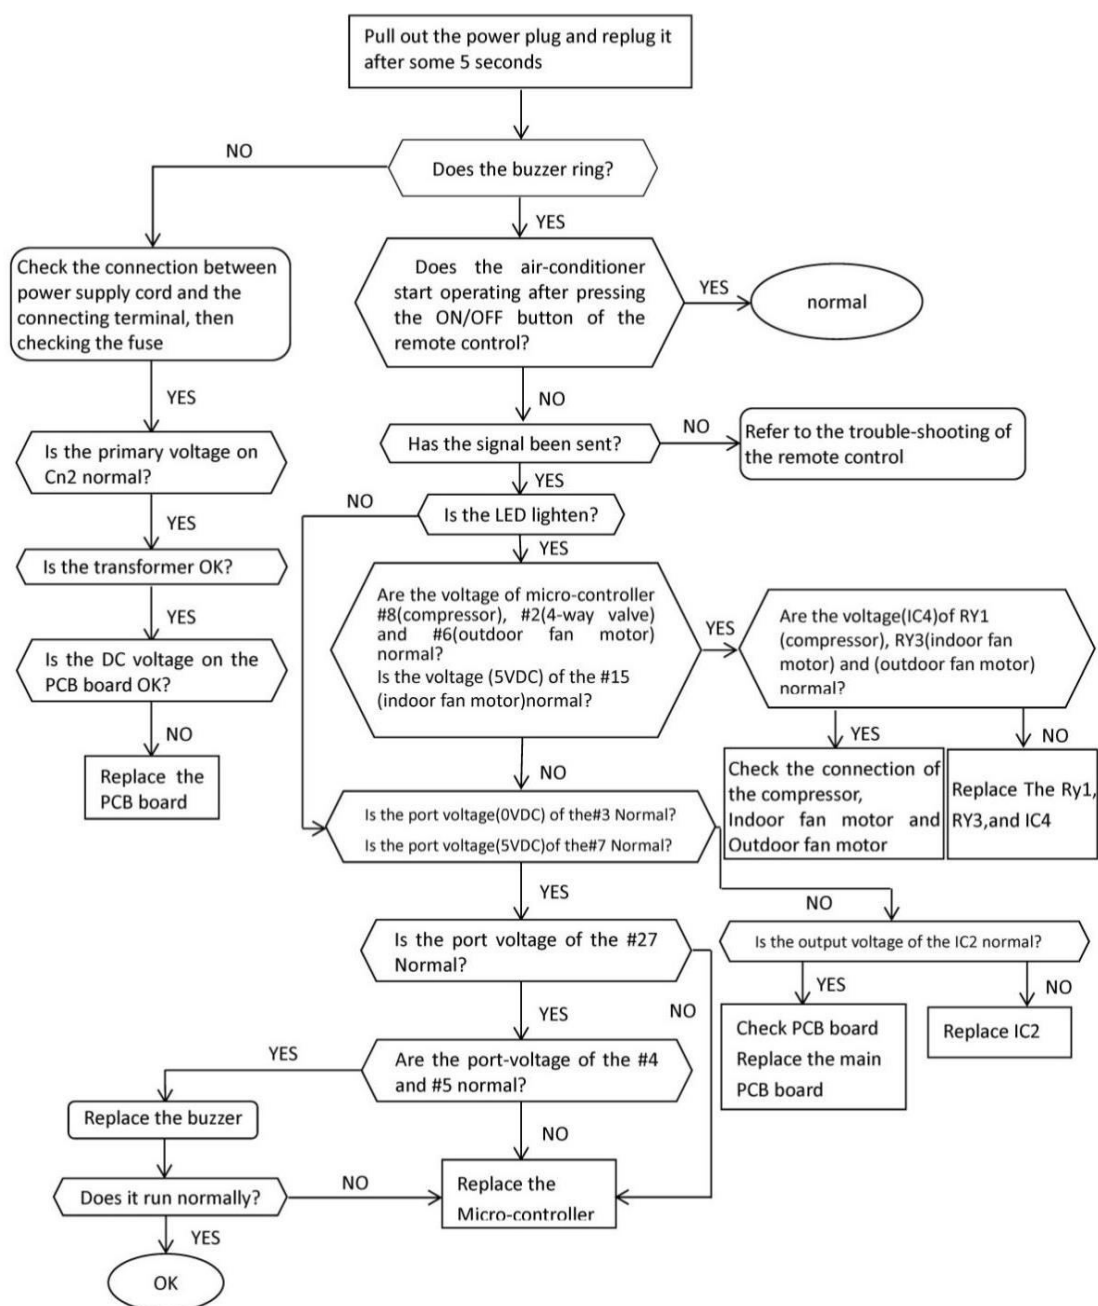 Pull out the power plug and replug it
after some 5 seconds
NO
Does the buzzer ring?
YES
Check the connection between
power supply cord and the
connecting terminal, then
checking the fuse
Does the air-conditioner
start operating after pressing
the ON/OFF button of the
remote control?
YES
normal
YES
NO
Is the primary voltage on
Cn2 normal?
Has the signal been sent?
NO
Refer to the trouble-shooting of
the remote control
YES
NO
YES
Is the LED lighten?
YES
Is the transformer OK?
YES
Is the DC voltage on the
PCB board OK?
NO
Replace the
PCB board
Are the voltage of micro-controller
#8(compressor), #2(4-way valve)
and #6(outdoor fan motor)
normal?
Is the voltage (5VDC) of the #15
(indoor fan motor)normal?
YES
Are the voltage(IC4)of RY1
(compressor), RY3(indoor fan
motor) and (outdoor fan motor)
normal?
YES
NO
Check the connection of
the compressor,
Indoor fan motor and
Outdoor fan motor
Replace The Ry1,
RY3,and IC4
NO
Is the port voltage(0VDC) of the#3 Normal?
Is the port voltage(5VDC)of the#7 Normal?
YES
NO
Is the port voltage of the #27
Normal?
Is the output voltage of the IC2 normal?
YES
NO
YES
NO
Check PCB board
Replace the main
PCB board
Replace IC2
YES
Are the port-voltage of the #4
and #5 normal?
Replace the buzzer
NO
Does it run normally?
NO
Replace the
Micro-controller
YES
OK